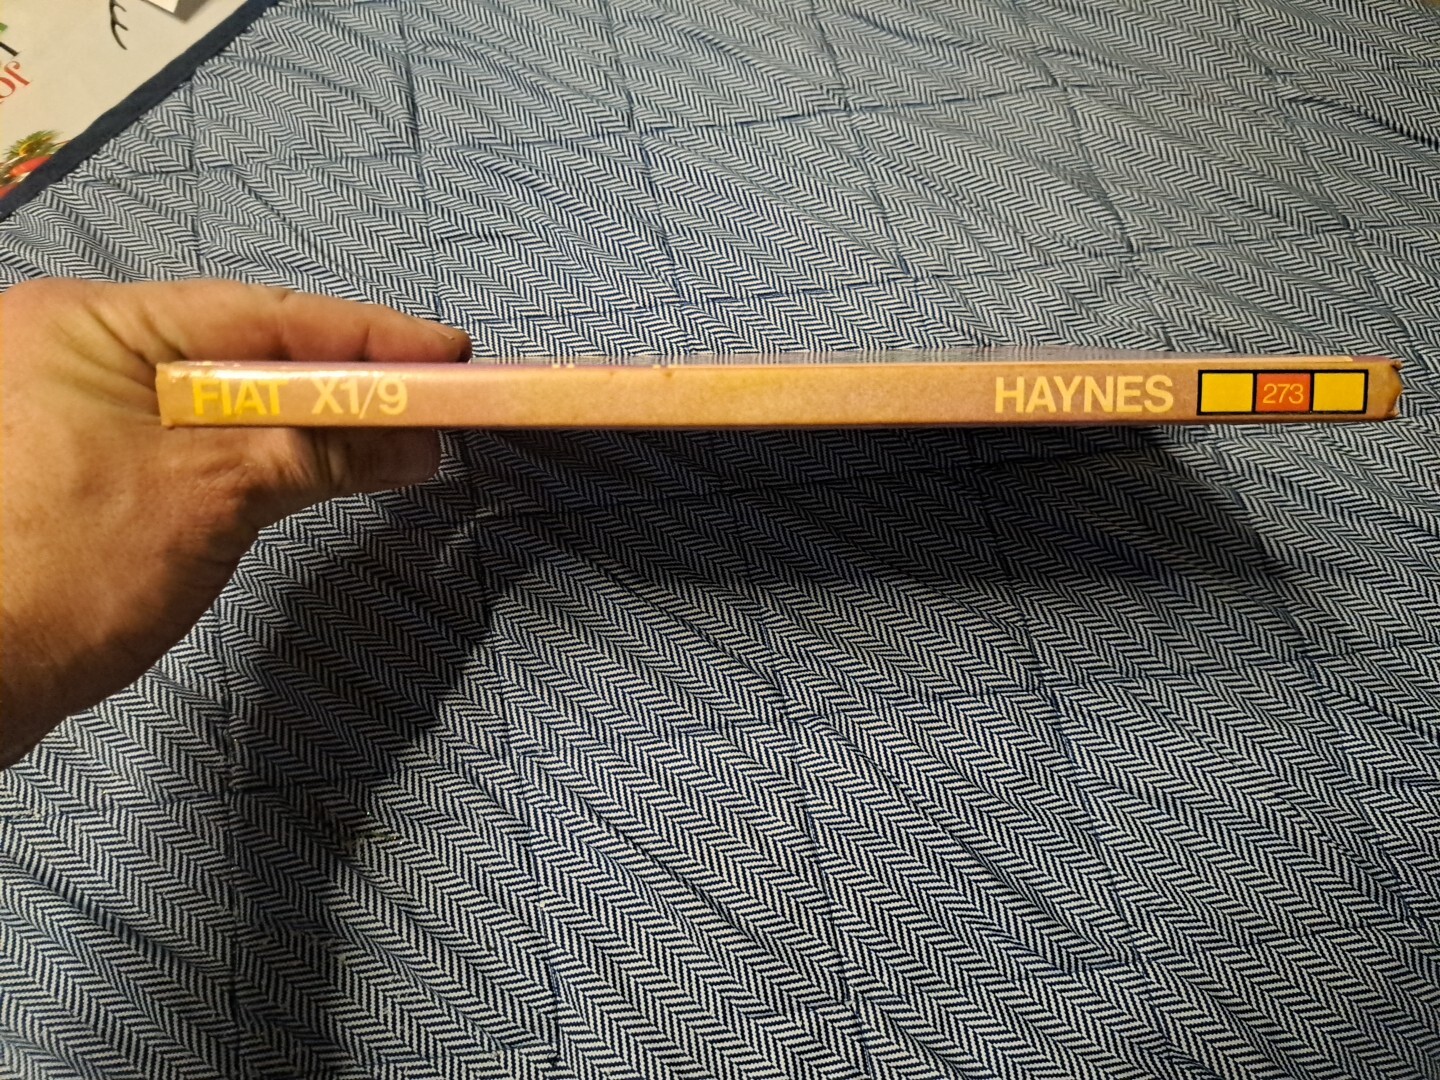 FIAT X1/9 HAYNES 273